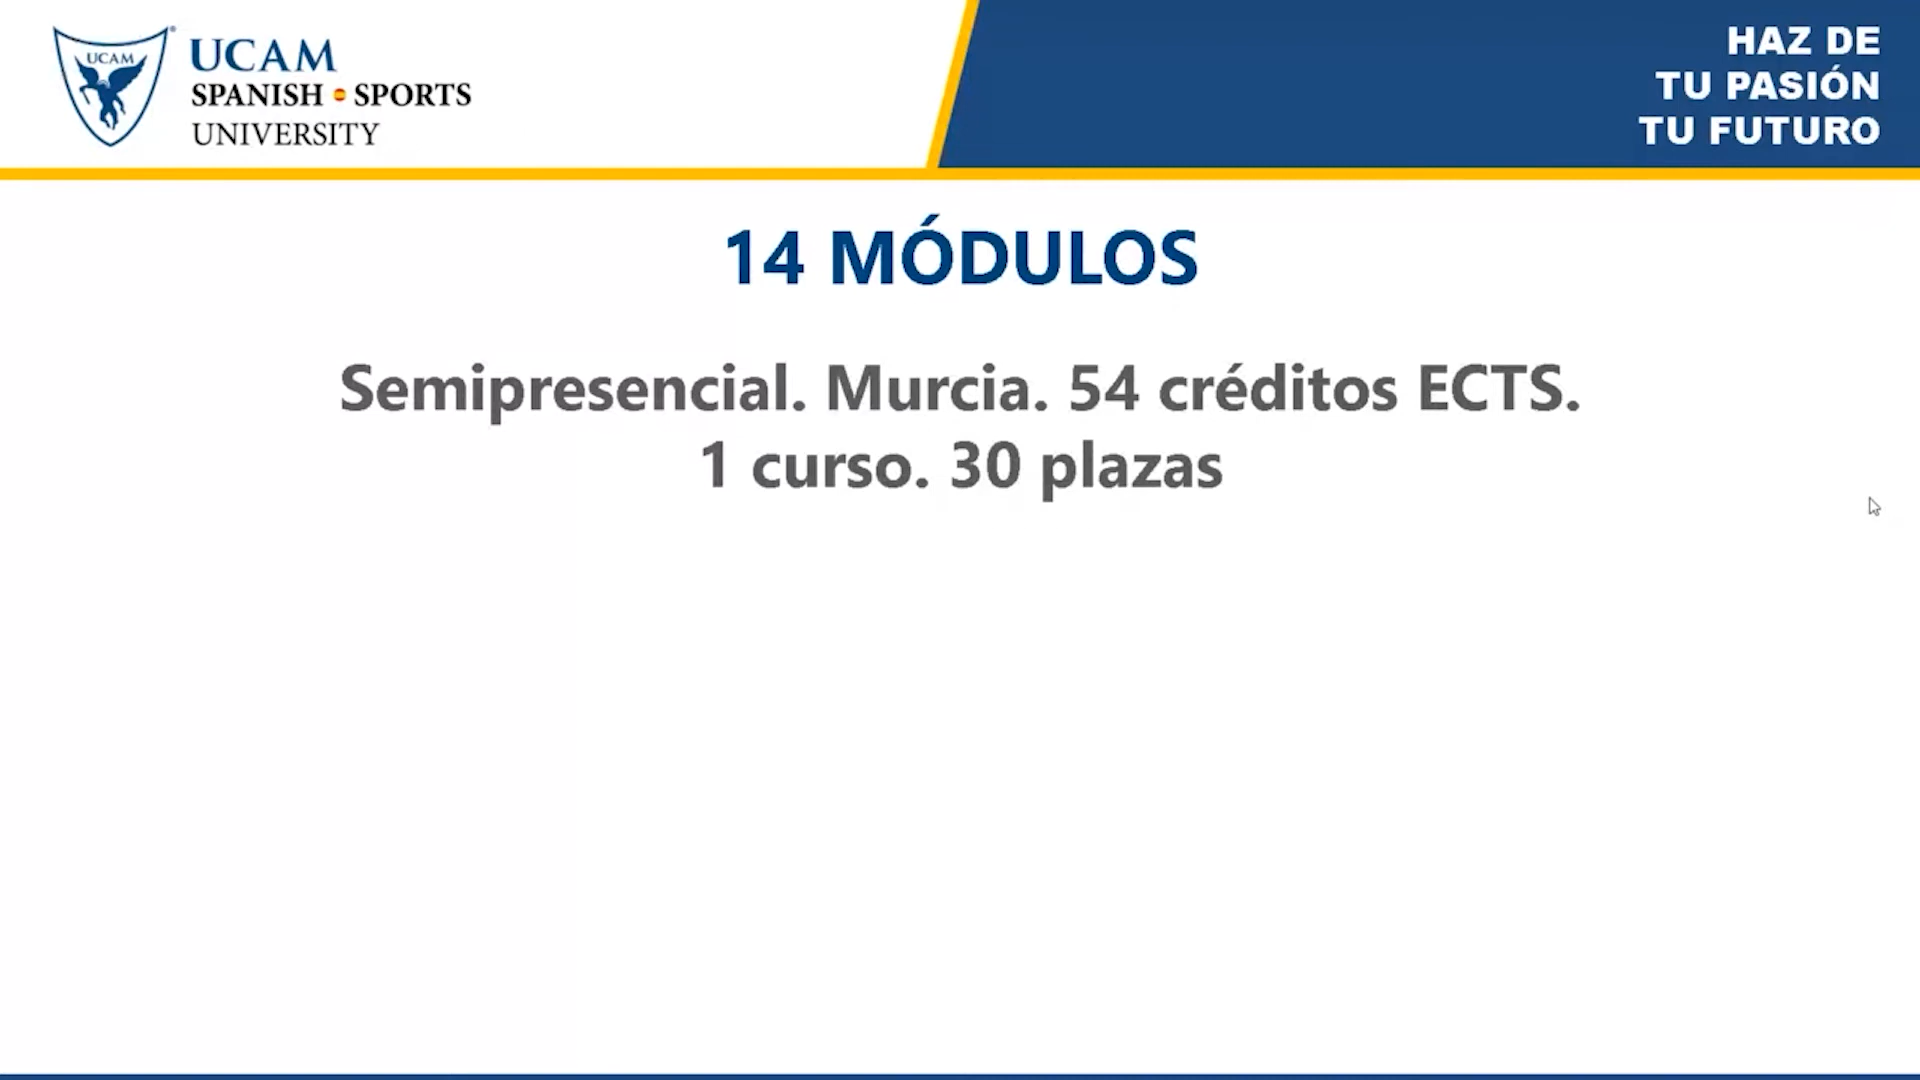 UCAM
UCAM
SPANISH SPORTS
UNIVERSITY
HAZ DE
TU PASIÓN
TU FUTURO
14 MÓDULOS
Semipresencial. Murcia. 54 créditos ECTS.
1 curso. 30 plazas